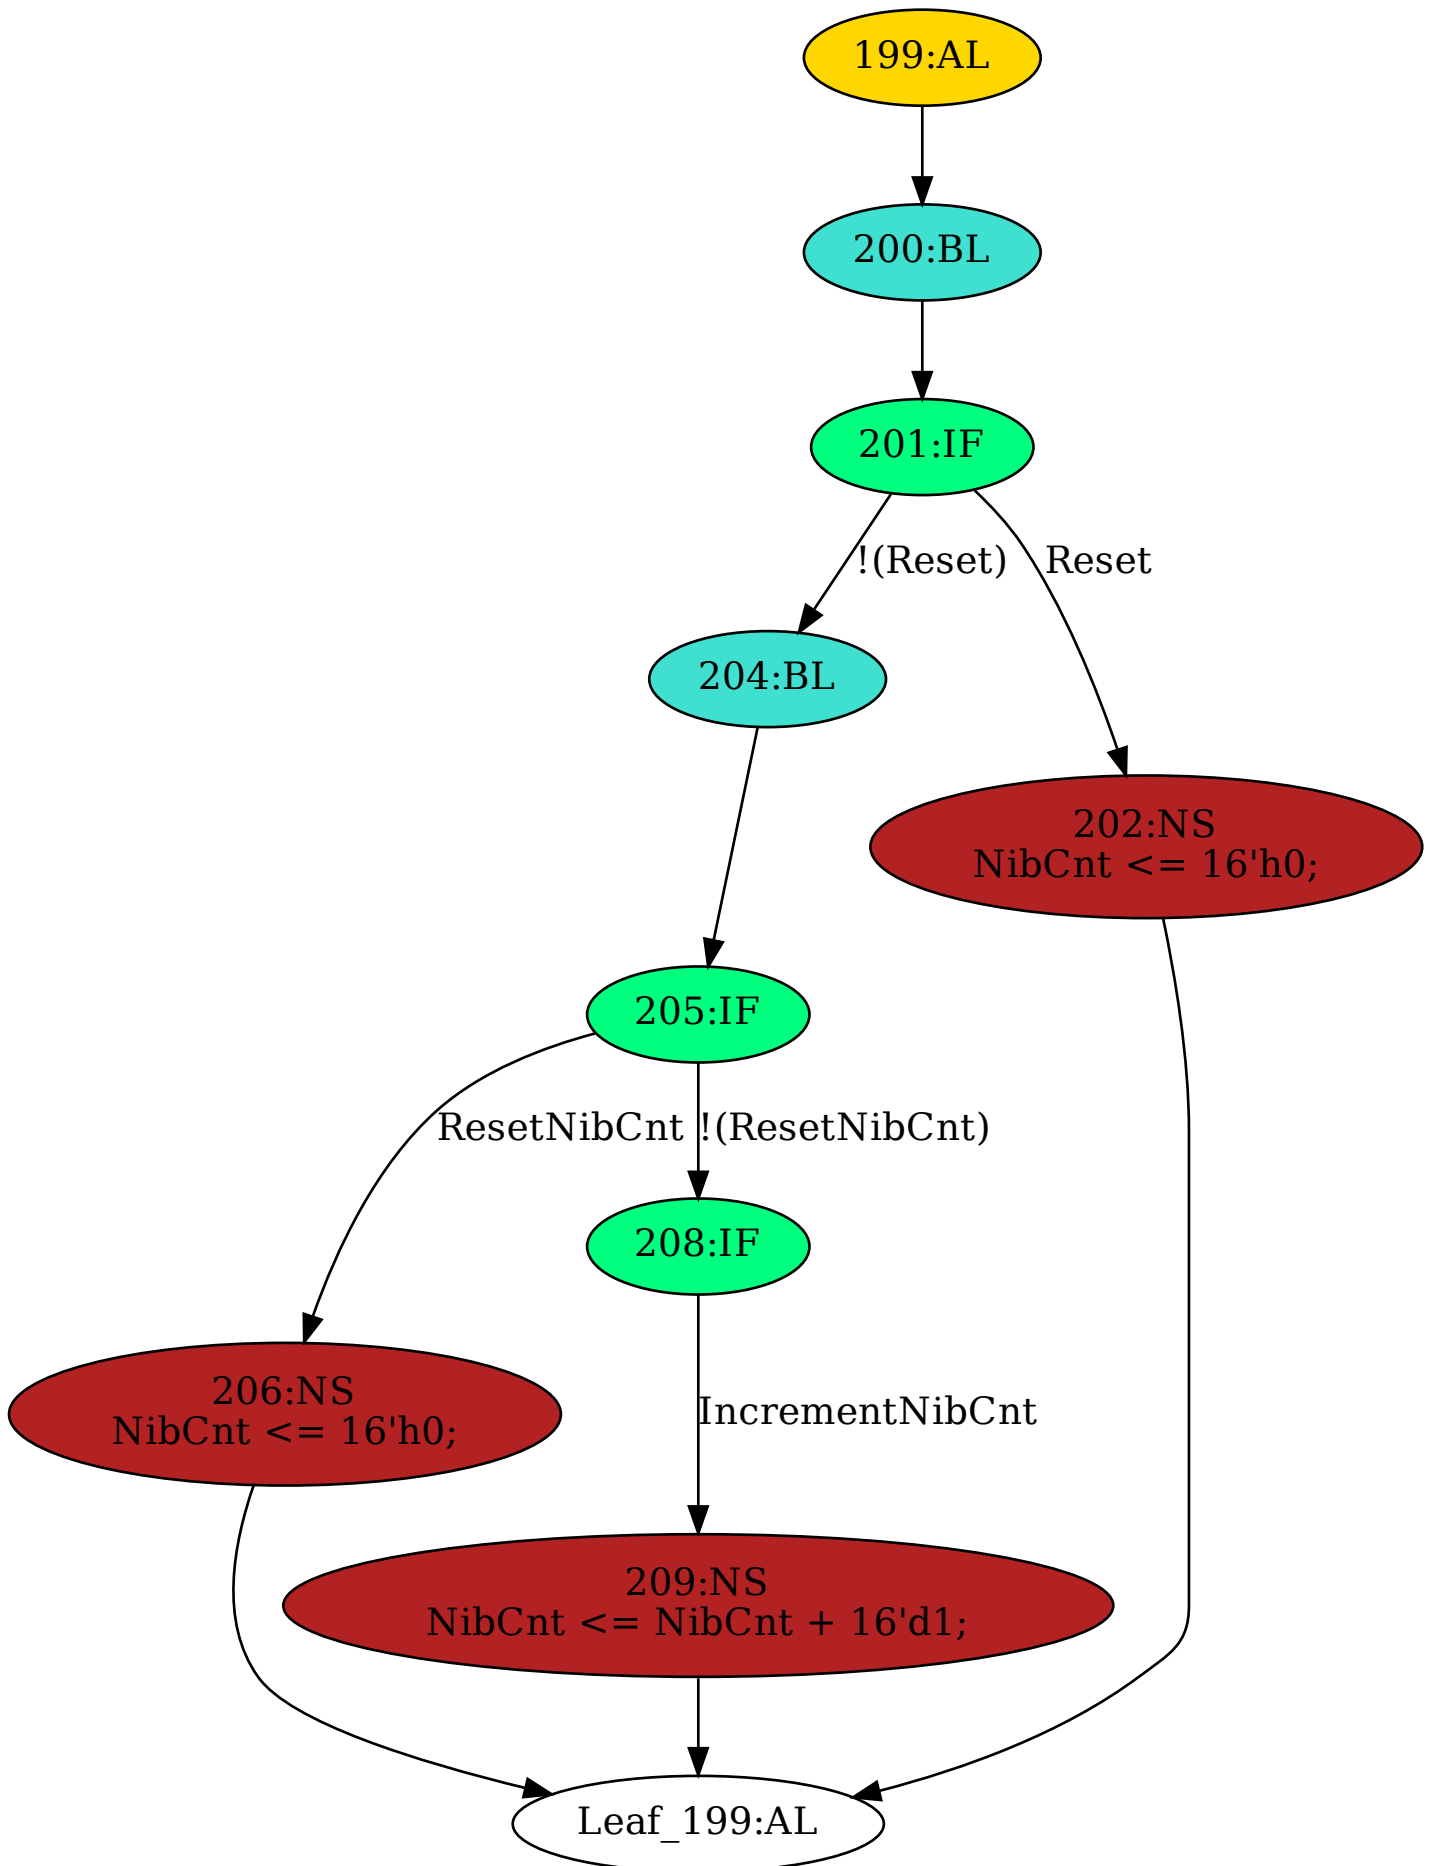 199:AL
200:BL
201:IF
!(Reset)
Reset
204:BL
202:NS
NibCnt <= 16'h0;
205:IF
ResetNibCnt
!(ResetNibCnt)
208:IF
206:NS
NibCnt <= 16'h0;
IncrementNibCnt
209:NS
NibCnt <= NibCnt + 16'd1;
Leaf_199:AL